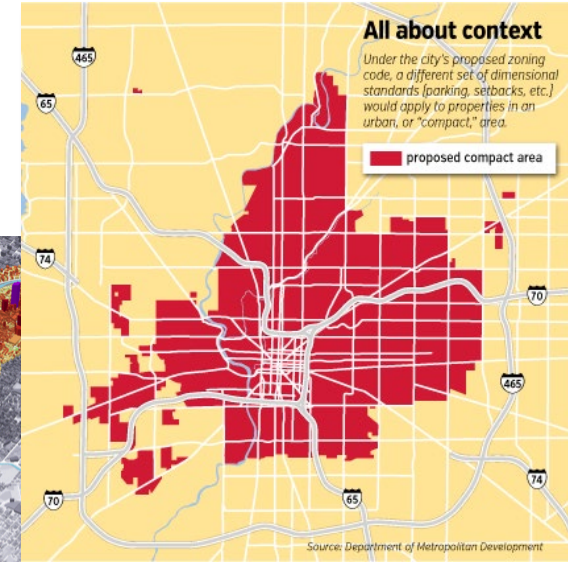 All about context
Under the city's proposed zoning
code, a different set of dimensional
standards [parking, setbacks, etc.]
would apply to properties in an
urban, or “compact,” area.
proposed compact area
465
65
74
70
465
74
70
65
Source: Department of Metropolitan Development